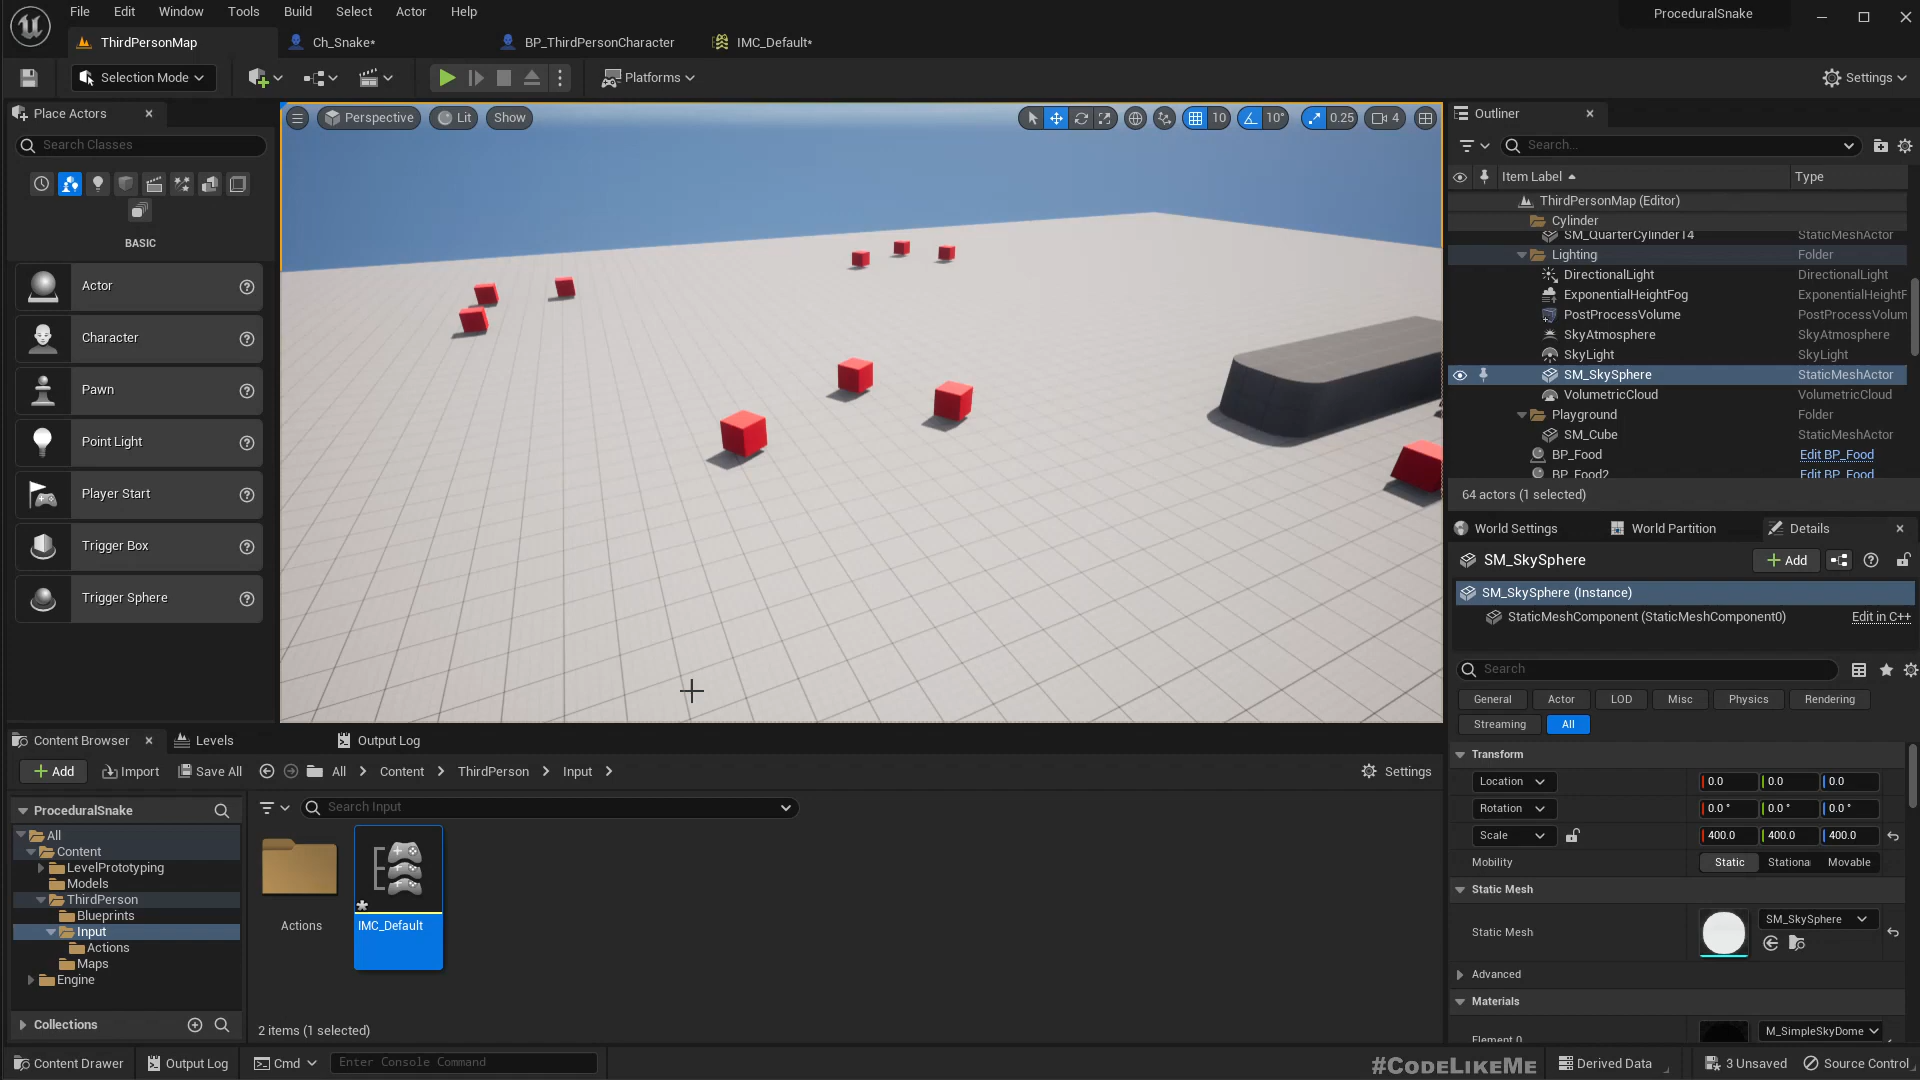 File Edit Window Tools Build Select Actor Help
ProceduralSnake
ThirdPersonMap
Ch_Snake*
BP_ThirdPersonCharacter
IMC_Default*
Selection Mode
Platforms
Settings
Place Actors
Search Classes
BASIC
Actor
Character
Pawn
Point Light
Player Start
Trigger Box
Trigger Sphere
Perspective
Lit
Show
10
10°
0.25
4
Outliner
Search...
Item Label
Type
ThirdPersonMap (Editor)
Cylinder
SM_QuarterCylinder14 StaticMeshActor
Lighting Folder
DirectionalLight DirectionalLight
ExponentialHeightFog ExponentialHeightF
PostProcessVolume PostProcessVolum
SkyAtmosphere SkyAtmosphere
SkyLight SkyLight
SM_SkySphere StaticMeshActor
VolumetricCloud VolumetricCloud
Playground Folder
SM_Cube StaticMeshActor
BP_Food Edit BP_Food
BP_Food2 Edit BP_Food
64 actors (1 selected)
World Settings
World Partition
Details
SM_SkySphere
Add
SM_SkySphere (Instance)
StaticMeshComponent (StaticMeshComponent0) Edit in C++
Search
General Actor LOD Misc Physics Rendering
Streaming All
Transform
Location 0.0 0.0 0.0
Rotation 0.0 ° 0.0 ° 0.0 °
Scale 400.0 400.0 400.0
Mobility Static Stationa Movable
Static Mesh
Static Mesh SM_SkySphere
Advanced
Materials
Element 0 M_SimpleSkyDome
Content Browser
Levels
Output Log
Add
Import
Save All
All
Content
ThirdPerson
Input
Settings
ProceduralSnake
All
Content
LevelPrototyping
Models
ThirdPerson
Blueprints
Input
Actions
Maps
Engine
Collections
Search Input
Actions
IMC_Default
2 items (1 selected)
Content Drawer
Output Log
Cmd
Enter Console Command
#CODELIKEME
Derived Data
3 Unsaved
Source Control